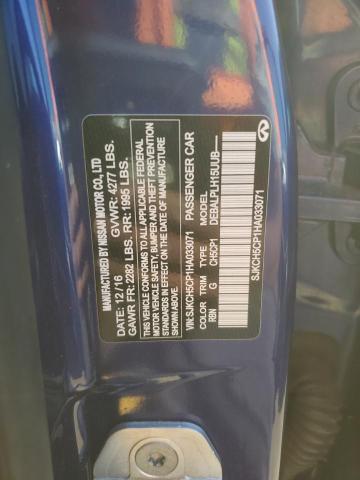 MANUFACTURED BY NISSAN MOTOR CO., LTD
DATE: 12/16 GVWR: 4277 LBS.
GAWR FR: 2282 LBS. RR: 1995 LBS.
THIS VEHICLE CONFORMS TO ALL APPLICABLE FEDERAL
MOTOR VEHICLE SAFETY, BUMPER AND THEFT PREVENTION
STANDARDS IN EFFECT ON THE DATE OF MANUFACTURE
SHOWN ABOVE.
VIN: SJKCH5CP1HA033071 PASSENGER CAR
COLOR TRIM TYPE MODEL
RBN G CH5CP1 DEBALPLH15UUB-----
SJKCH5CP1HA033071